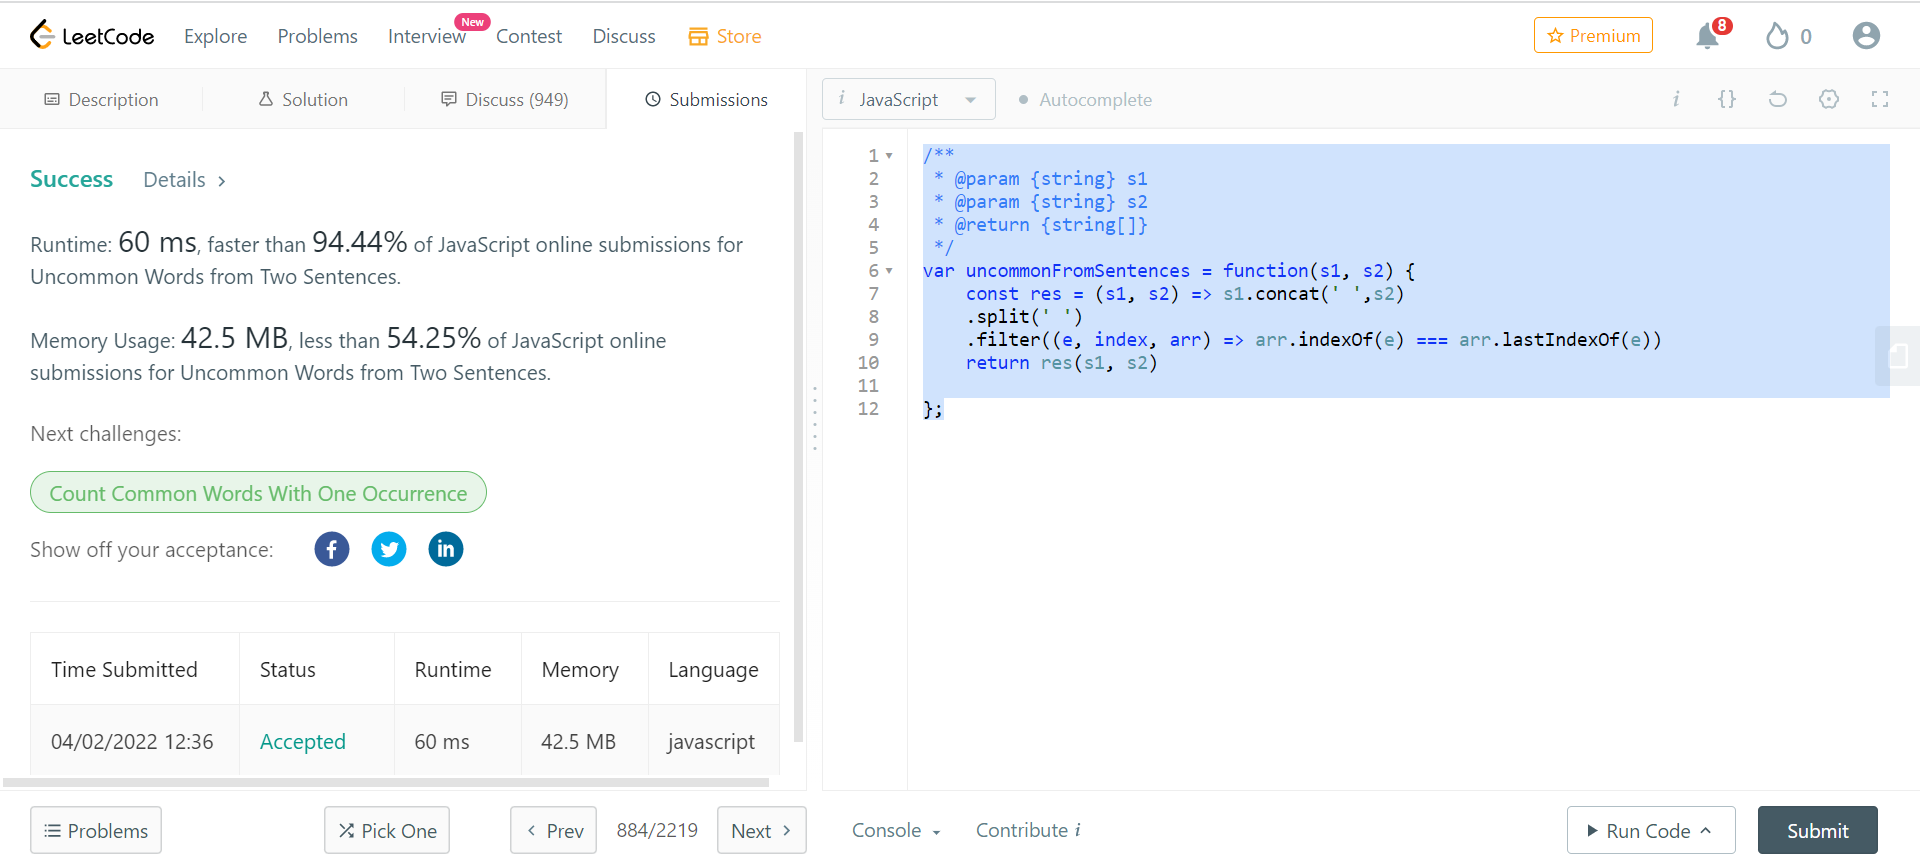 LeetCode Explore Problems Interview New Contest Discuss Store Premium 8 0
Description Solution Discuss (949) Submissions
i JavaScript Autocomplete i {}
Success Details >
Runtime: 60 ms, faster than 94.44% of JavaScript online submissions for
Uncommon Words from Two Sentences.
Memory Usage: 42.5 MB, less than 54.25% of JavaScript online
submissions for Uncommon Words from Two Sentences.
Next challenges:
Count Common Words With One Occurrence
Show off your acceptance: f in
Time Submitted Status Runtime Memory Language
04/02/2022 12:36 Accepted 60 ms 42.5 MB javascript
1 /**
2  * @param {string} s1
3  * @param {string} s2
4  * @return {string[]}
5  */
6 var uncommonFromSentences = function(s1, s2) {
7     const res = (s1, s2) => s1.concat(' ',s2)
8     .split(' ')
9     .filter((e, index, arr) => arr.indexOf(e) === arr.lastIndexOf(e))
10     return res(s1, s2)
11
12 };
Problems Pick One < Prev 884/2219 Next > Console Contribute i Run Code Submit